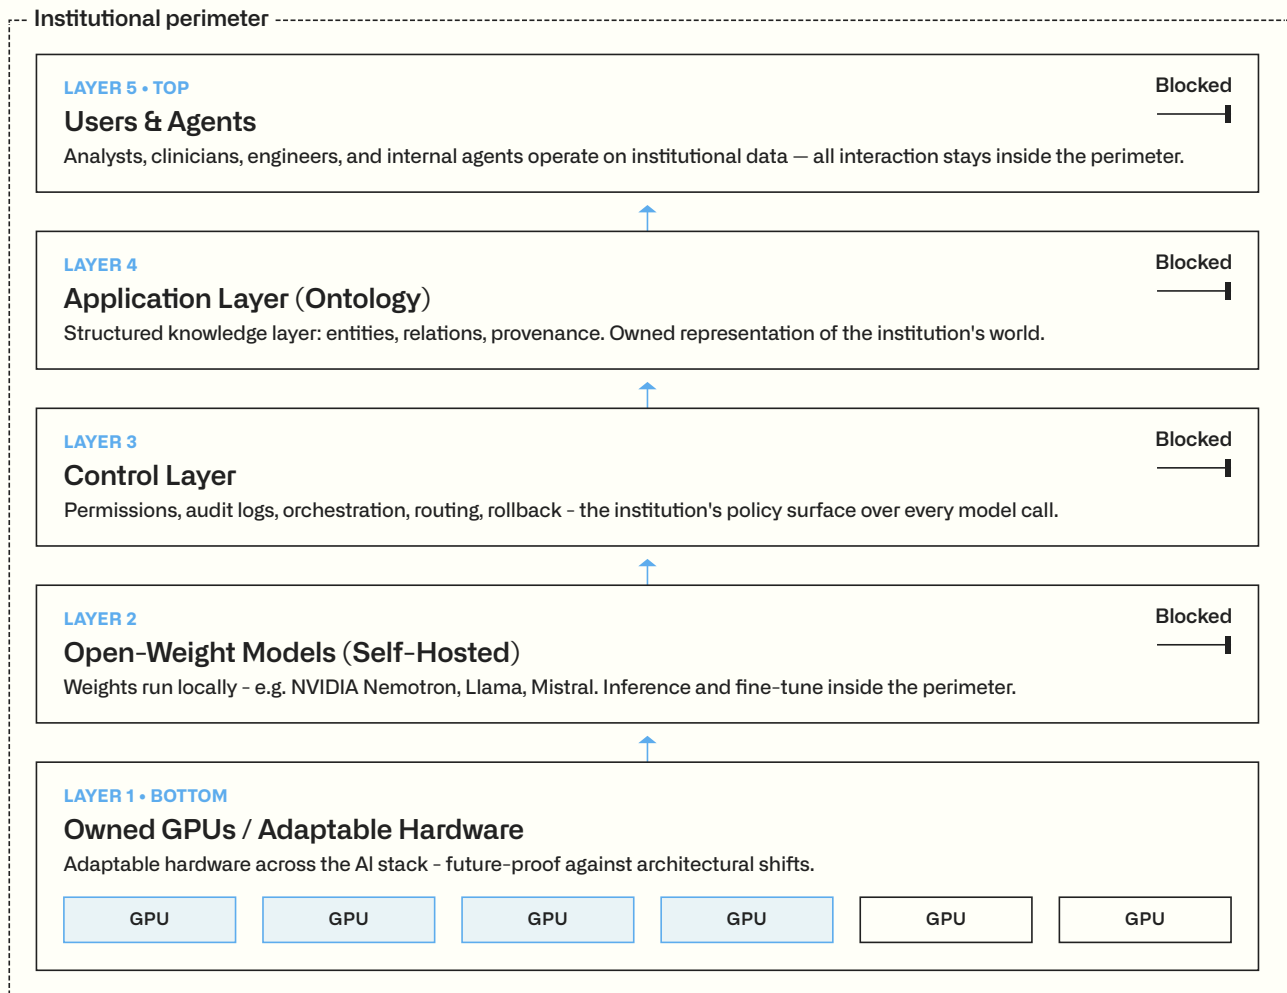 Institutional perimeter
LAYER 5 • TOP
Blocked
Users & Agents
Analysts, clinicians, engineers, and internal agents operate on institutional data — all interaction stays inside the perimeter.
LAYER 4
Blocked
Application Layer (Ontology)
Structured knowledge layer: entities, relations, provenance. Owned representation of the institution's world.
LAYER 3
Blocked
Control Layer
Permissions, audit logs, orchestration, routing, rollback - the institution's policy surface over every model call.
LAYER 2
Blocked
Open-Weight Models (Self-Hosted)
Weights run locally - e.g. NVIDIA Nemotron, Llama, Mistral. Inference and fine-tune inside the perimeter.
LAYER 1 • BOTTOM
Owned GPUs / Adaptable Hardware
Adaptable hardware across the AI stack - future-proof against architectural shifts.
GPU GPU GPU GPU GPU GPU